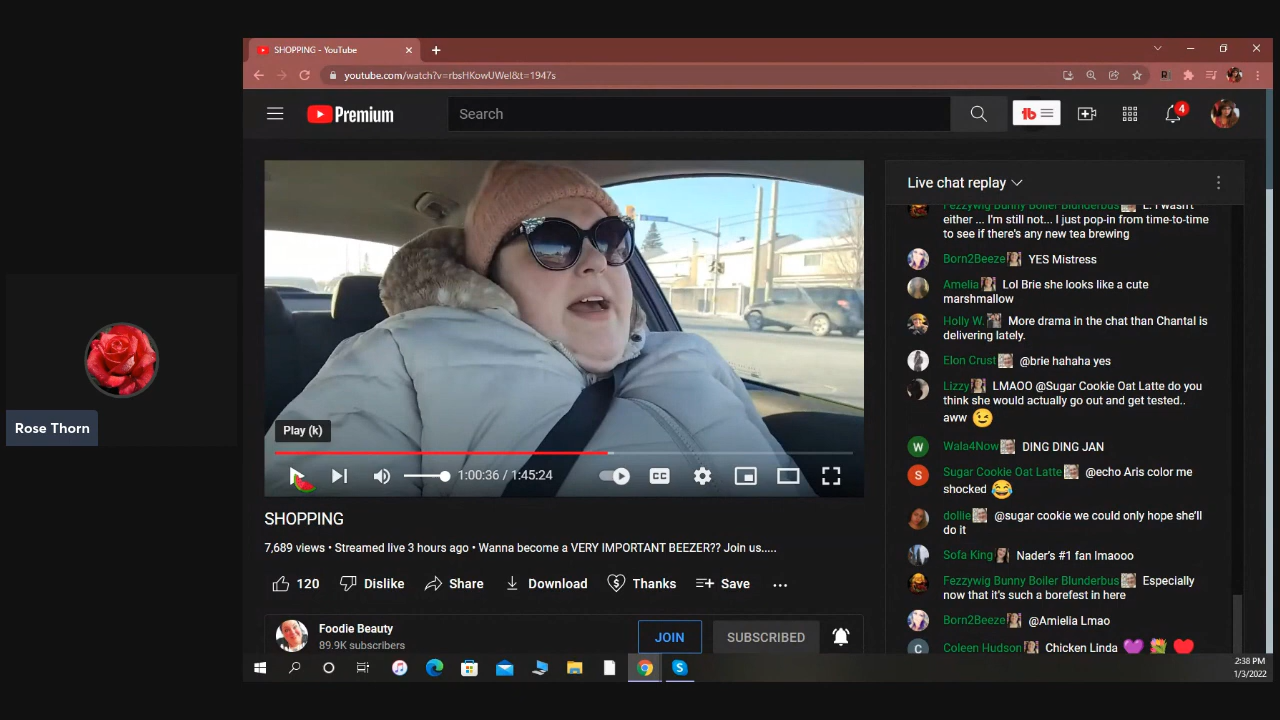 SHOPPING - YouTube
youtube.com/watch?v=rbsHKowUWeI&t=1947s
Premium
Search
4
Live chat replay
Fezzywig Bunny Boiler Blunderbus E. I wasn't
either ... I'm still not... I just pop-in from time-to-time
to see if there's any new tea brewing
Born2Beeze YES Mistress
Amelia Lol Brie she looks like a cute
marshmallow
Holly W. More drama in the chat than Chantal is
delivering lately.
Elon Crust @brie hahaha yes
Lizzy LMAOO @Sugar Cookie Oat Latte do you
think she would actually go out and get tested..
aww
W Wala4Now DING DING JAN
S Sugar Cookie Oat Latte @echo Aris color me
shocked
dollie @sugar cookie we could only hope she'll
do it
Sofa King Nader's #1 fan lmaooo
Fezzywig Bunny Boiler Blunderbus Especially
now that it's such a borefest in here
Born2Beeze @Amielia Lmao
C Coleen Hudson Chicken Linda
Play (k)
1:00:36 / 1:45:24
CC
SHOPPING
7,689 views • Streamed live 3 hours ago • Wanna become a VERY IMPORTANT BEEZER?? Join us.....
120 Dislike Share Download Thanks Save
Foodie Beauty
89.9K subscribers
JOIN
SUBSCRIBED
2:38 PM
1/3/2022
Rose Thorn